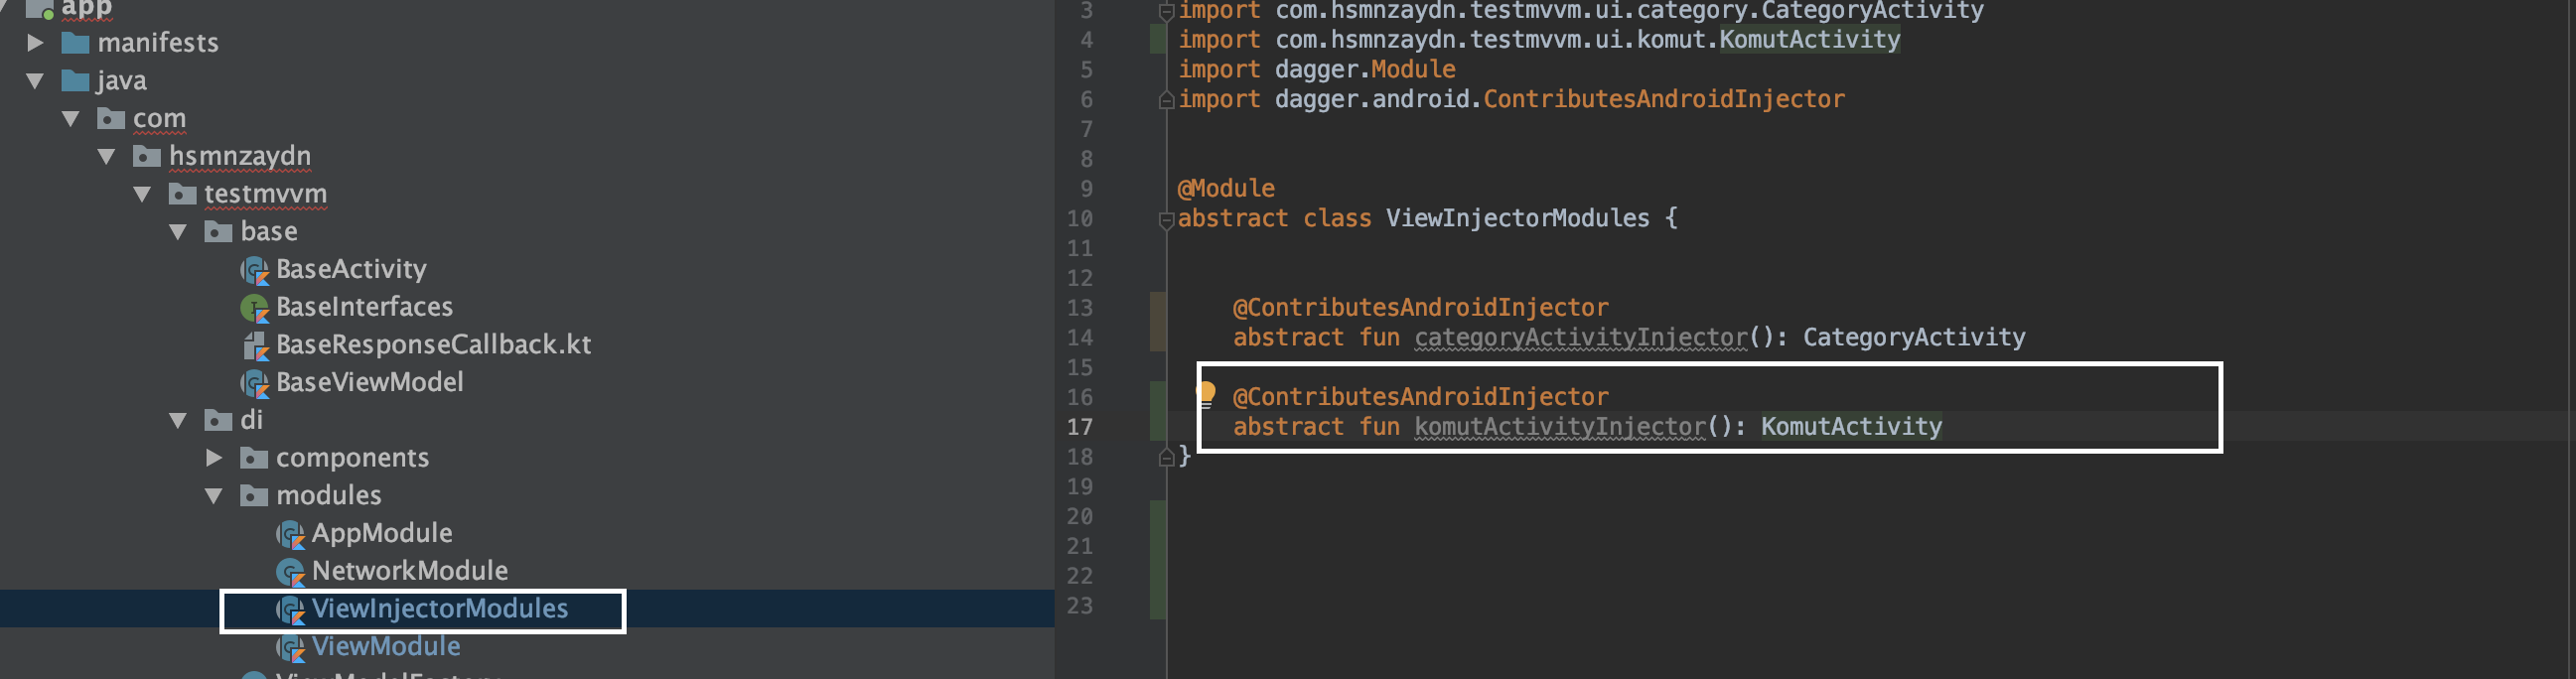 app
manifests
java
com
hsmnzaydn
testmvvm
base
BaseActivity
BaseInterfaces
BaseResponseCallback.kt
BaseViewModel
di
components
modules
AppModule
NetworkModule
ViewInjectorModules
ViewModule
ViewModelFactory
3 import com.hsmnzaydn.testmvvm.ui.category.CategoryActivity
4 import com.hsmnzaydn.testmvvm.ui.komut.KomutActivity
5 import dagger.Module
6 import dagger.android.ContributesAndroidInjector
7
8
9 @Module
10 abstract class ViewInjectorModules {
11
12
13 @ContributesAndroidInjector
14 abstract fun categoryActivityInjector(): CategoryActivity
15
16 @ContributesAndroidInjector
17 abstract fun komutActivityInjector(): KomutActivity
18 }
19
20
21
22
23